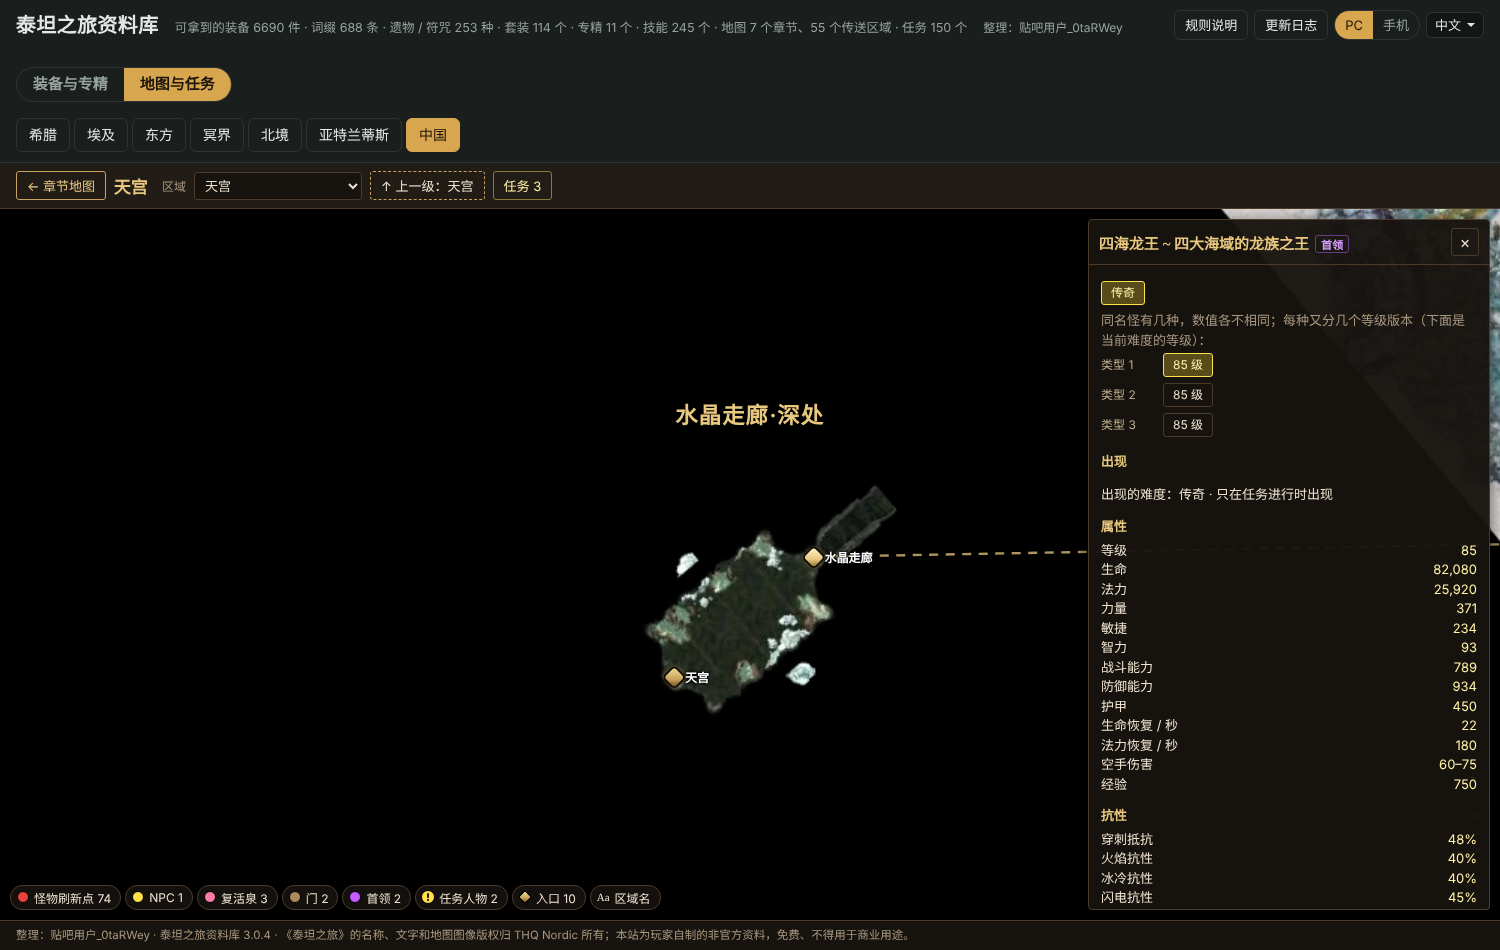 泰坦之旅资料库
可拿到的装备 6690 件 · 词缀 688 条 · 遗物 / 符咒 253 种 · 套装 114 个 · 专精 11 个 · 技能 245 个 · 地图 7 个章节、55 个传送区域 · 任务 150 个 整理：贴吧用户_0taRWey
规则说明 更新日志 PC 手机 中文
装备与专精 地图与任务
希腊 埃及 东方 冥界 北境 亚特兰蒂斯 中国
← 章节地图 天宫 区域 天宫 ↑ 上一级：天宫 任务 3
水晶走廊·深处
水晶走廊
天宫
四海龙王 ~ 四大海域的龙族之王 首领 ×
传奇
同名怪有几种，数值各不相同；每种又分几个等级版本（下面是
当前难度的等级）：
类型 1 85 级
类型 2 85 级
类型 3 85 级
出现
出现的难度：传奇 · 只在任务进行时出现
属性
等级 85
生命 82,080
法力 25,920
力量 371
敏捷 234
智力 93
战斗能力 789
防御能力 934
护甲 450
生命恢复 / 秒 22
法力恢复 / 秒 180
空手伤害 60–75
经验 750
抗性
穿刺抵抗 48%
火焰抗性 40%
冰冷抗性 40%
闪电抗性 45%
怪物刷新点 74 NPC 1 复活泉 3 门 2 首领 2 任务人物 2 入口 10 Aa 区域名
整理：贴吧用户_0taRWey · 泰坦之旅资料库 3.0.4 · 《泰坦之旅》的名称、文字和地图图像版权归 THQ Nordic 所有；本站为玩家自制的非官方资料，免费、不得用于商业用途。